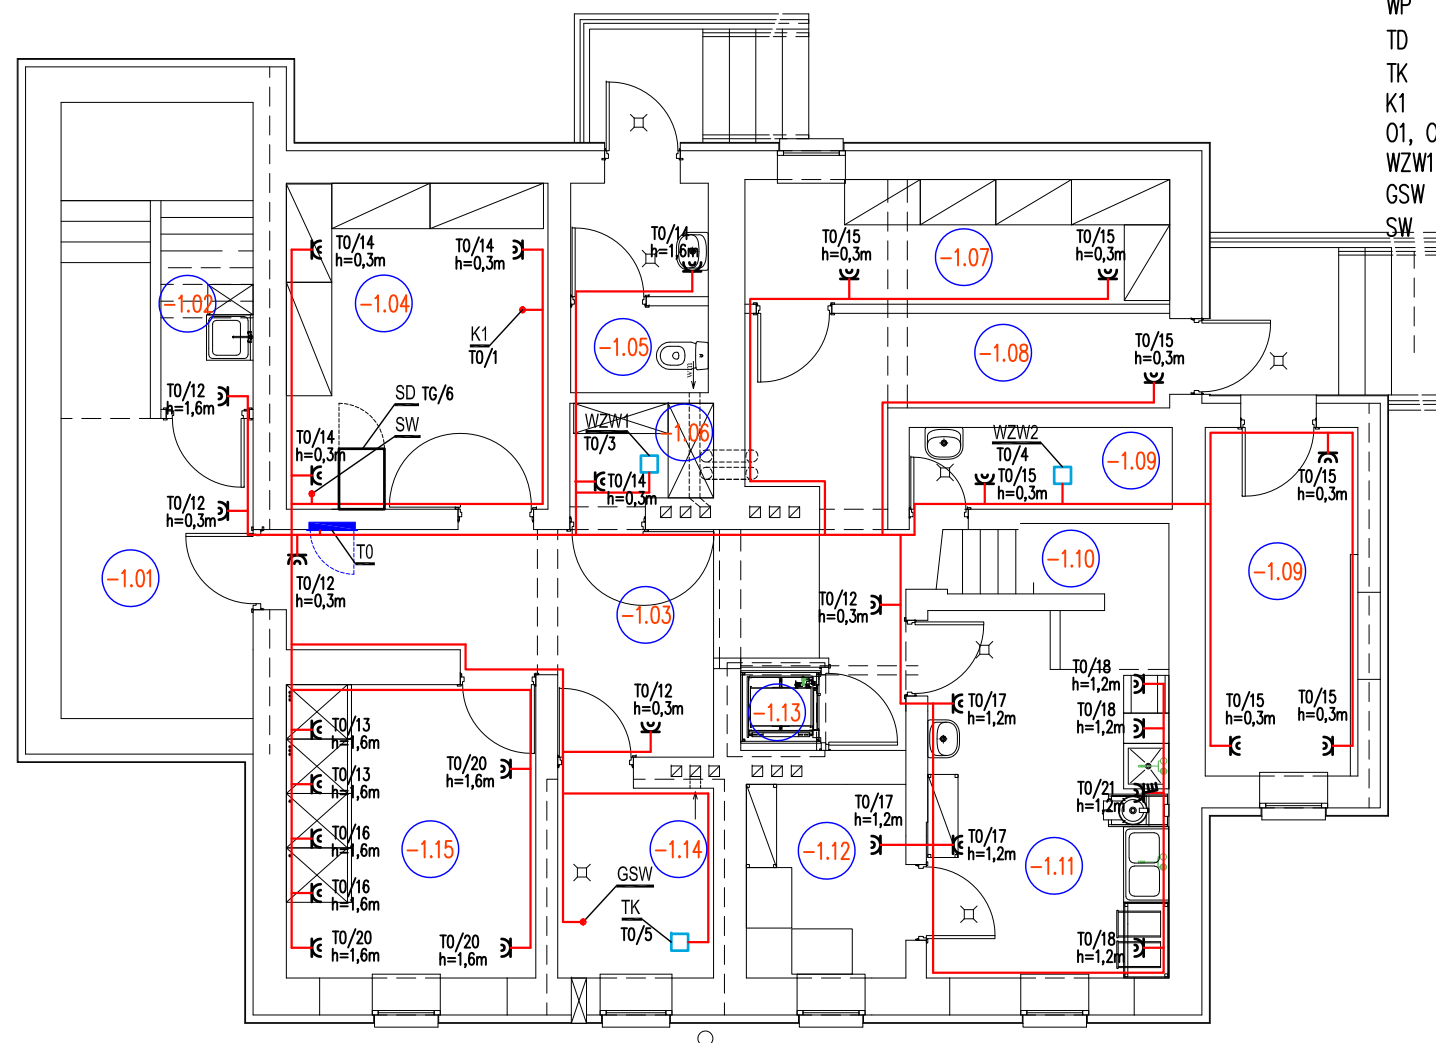 WP
TD
TK
K1
O1, O
WZW1
GSW
SW
T0/14
h=0,3m
T0/14
h=0,3m
T0/14
h=1,6m
T0/15
h=0,3m
T0/15
h=0,3m
-1.07
-1.02
-1.04
K1
T0/1
-1.05
-1.08
T0/15
h=0,3m
T0/12
h=1,6m
SD TG/6
SW
wm
WZW1
T0/3
-1.06
T0/14
h=0,3m
WZW2
T0/4
-1.09
T0/15
h=0,3m
T0/15
h=0,3m
T0/14
h=0,3m
T0/12
h=0,3m
T0
-1.01
T0/12
h=0,3m
-1.03
T0/12
h=0,3m
-1.10
-1.09
T0/12
h=0,3m
-1.13
T0/17
h=1,2m
T0/18
h=1,2m
T0/18
h=1,2m
T0/15
h=0,3m
T0/15
h=0,3m
T0/13
h=1,6m
T0/20
h=1,6m
T0/13
h=1,6m
T0/21
h=1,2m
T0/16
h=1,6m
-1.15
-1.14
T0/17
h=1,2m
-1.12
T0/17
h=1,2m
-1.11
T0/16
h=1,6m
GSW
TK
T0/5
T0/20
h=1,6m
T0/20
h=1,6m
T0/18
h=1,2m